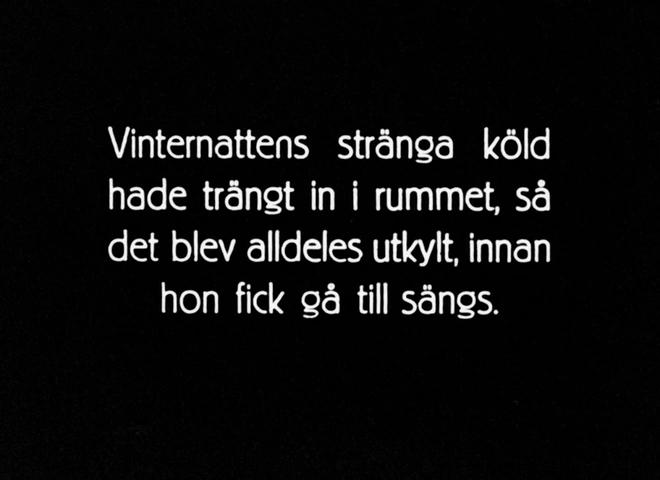 Vinternattens stränga köld
hade trängt in i rummet, så
det blev alldeles utkylt, innan
hon fick gå till sängs.